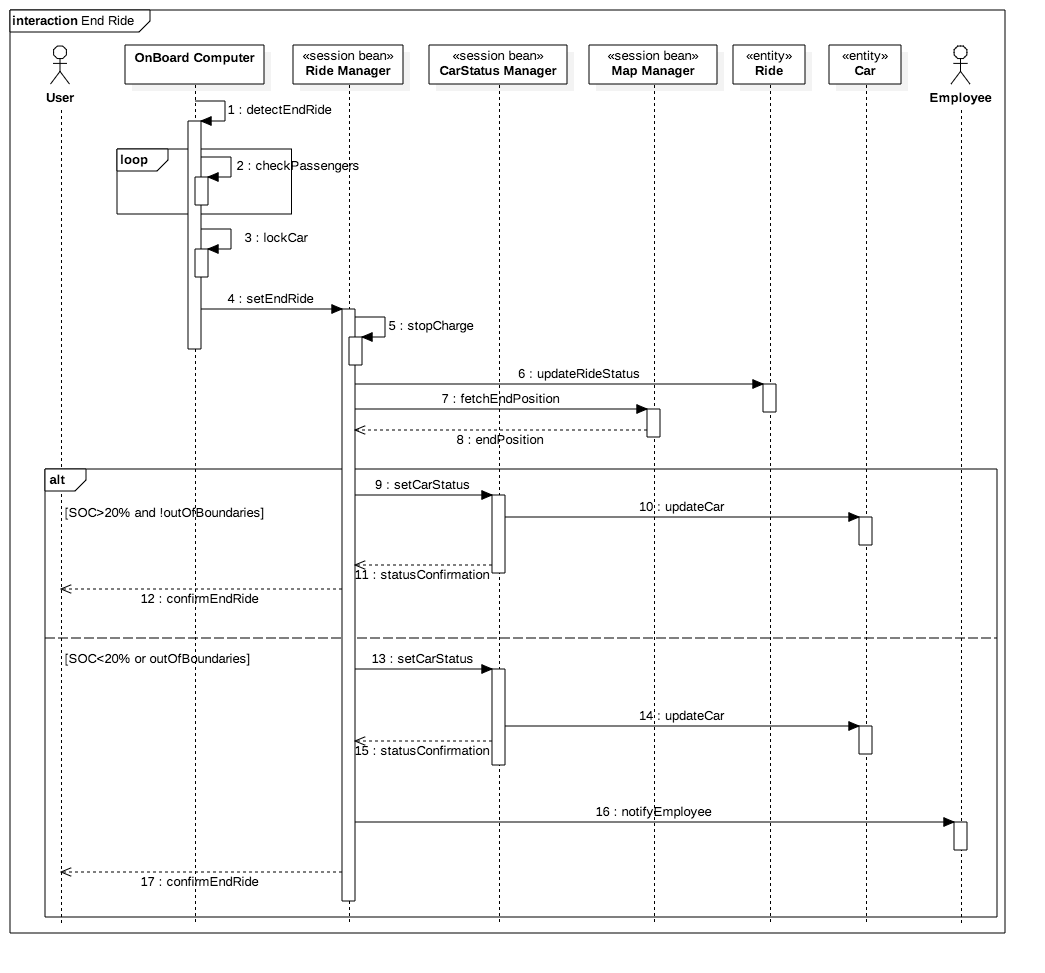 interaction End Ride
User
OnBoard Computer
«session bean»
Ride Manager
«session bean»
CarStatus Manager
«session bean»
Map Manager
«entity»
Ride
«entity»
Car
Employee
1 : detectEndRide
loop
2 : checkPassengers
3 : lockCar
4 : setEndRide
5 : stopCharge
6 : updateRideStatus
7 : fetchEndPosition
8 : endPosition
alt
9 : setCarStatus
[SOC>20% and !outOfBoundaries]
10 : updateCar
11 : statusConfirmation
12 : confirmEndRide
[SOC<20% or outOfBoundaries]
13 : setCarStatus
14 : updateCar
15 : statusConfirmation
16 : notifyEmployee
17 : confirmEndRide